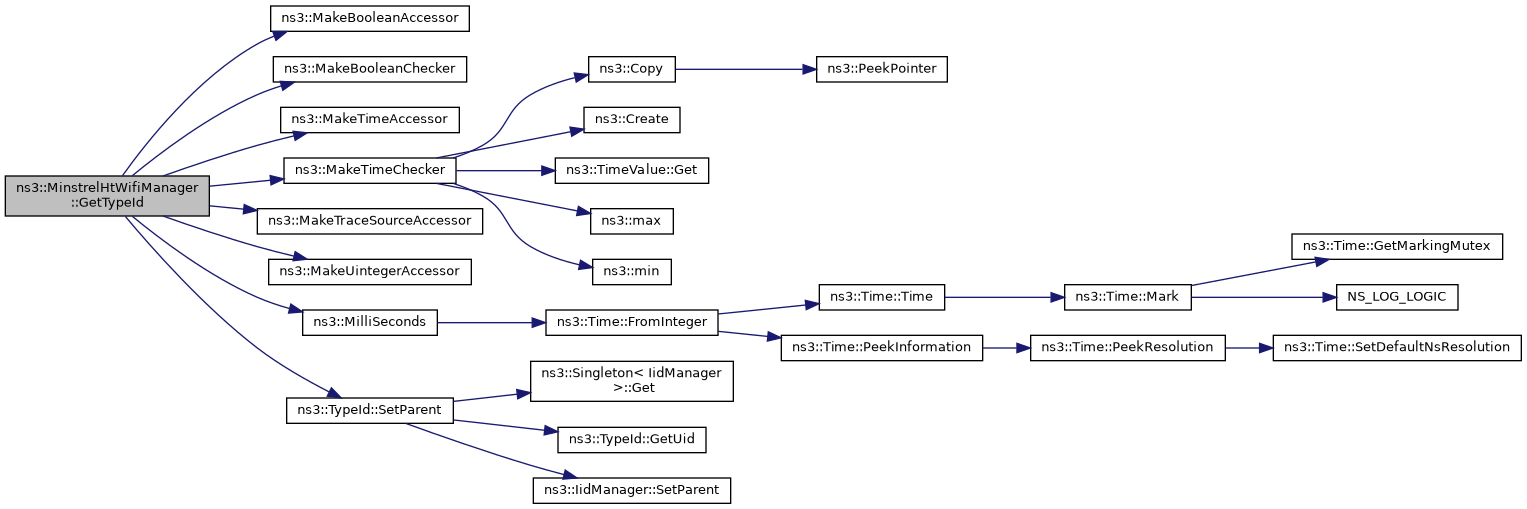 ns3::MakeBooleanAccessor
ns3::MakeBooleanChecker
ns3::Copy
ns3::PeekPointer
ns3::MakeTimeAccessor
ns3::Create
ns3::MakeTimeChecker
ns3::TimeValue::Get
ns3::MinstrelHtWifiManager
::GetTypeId
ns3::MakeTraceSourceAccessor
ns3::max
ns3::MakeUintegerAccessor
ns3::min
ns3::Time::GetMarkingMutex
ns3::Time::Time
ns3::Time::Mark
NS_LOG_LOGIC
ns3::MilliSeconds
ns3::Time::FromInteger
ns3::Time::PeekInformation
ns3::Time::PeekResolution
ns3::Time::SetDefaultNsResolution
ns3::Singleton< IidManager
>::Get
ns3::TypeId::SetParent
ns3::TypeId::GetUid
ns3::IidManager::SetParent